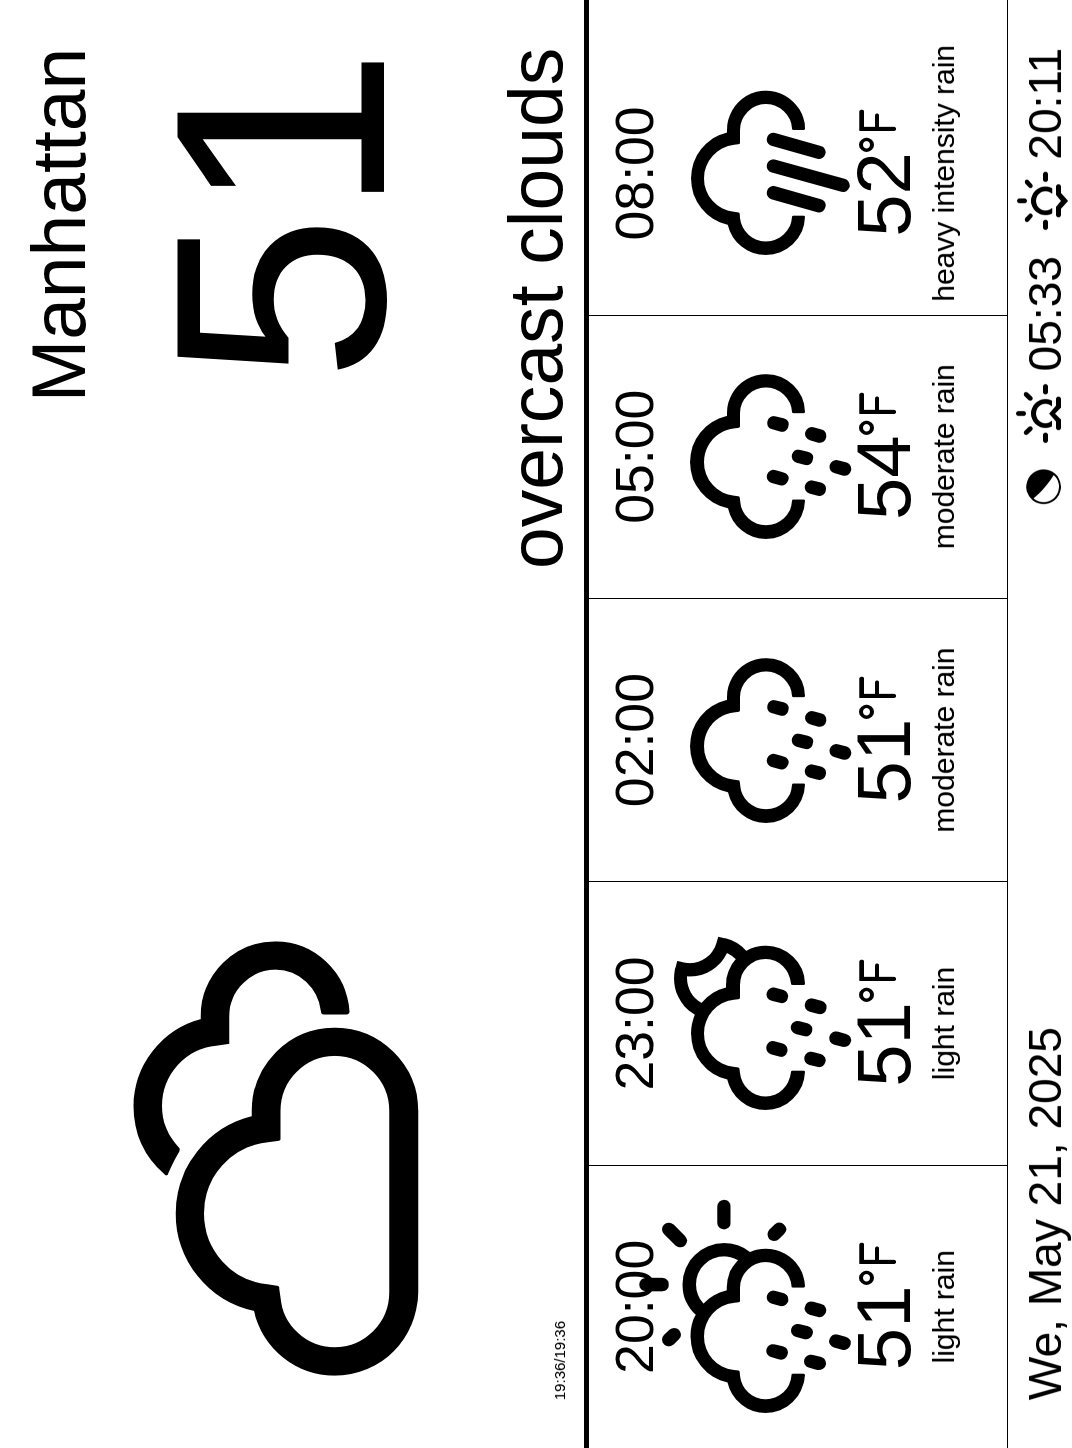 Manhattan
51
overcast clouds
19:36/19:36
20:00
51°F
light rain
23:00
51°F
light rain
02:00
51°F
moderate rain
05:00
54°F
moderate rain
08:00
52°F
heavy intensity rain
We, May 21, 2025
05:33
20:11